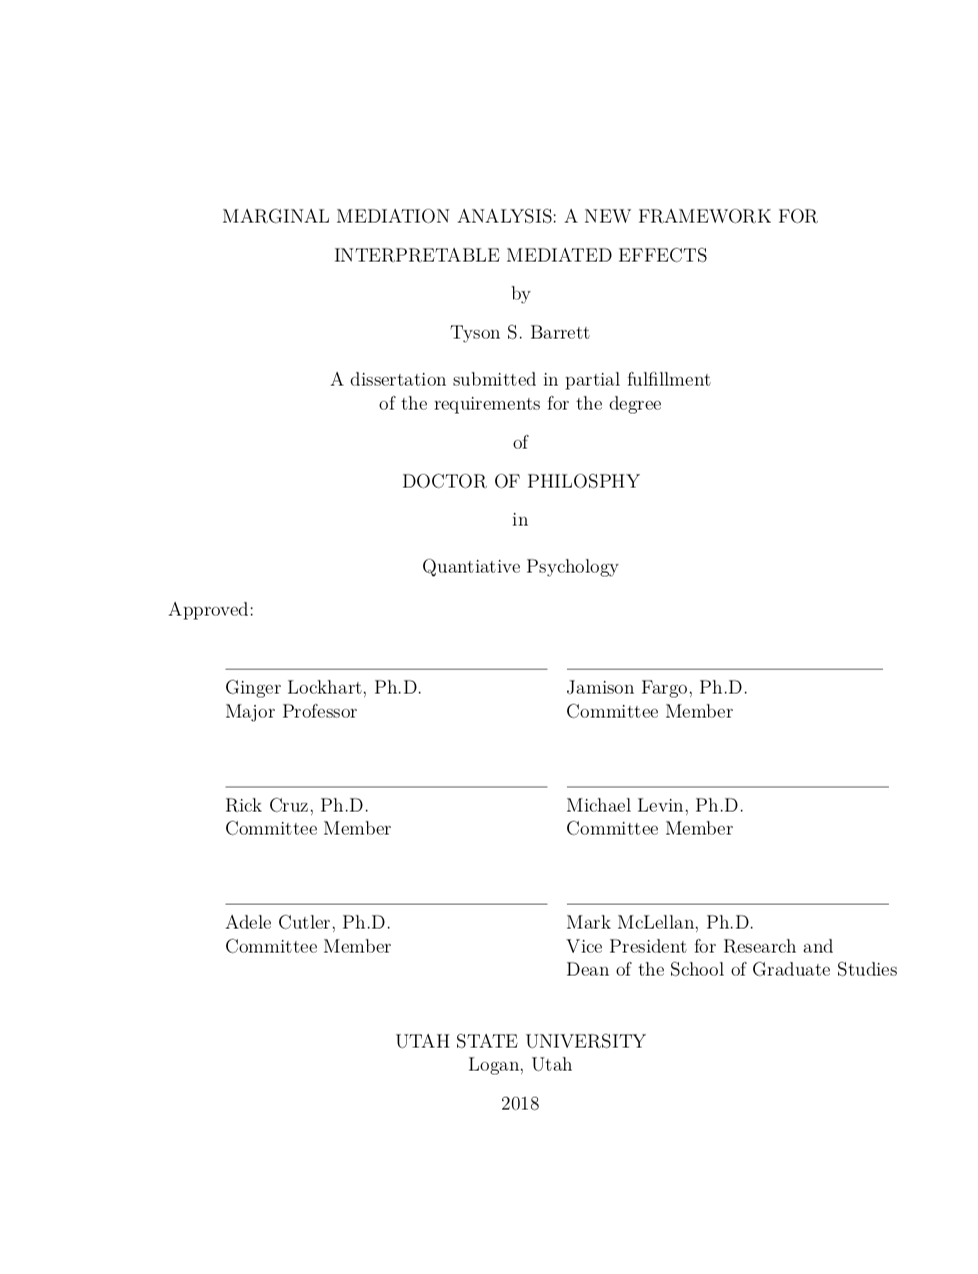 MARGINAL MEDIATION ANALYSIS: A NEW FRAMEWORK FOR
INTERPRETABLE MEDIATED EFFECTS
by
Tyson S. Barrett
A dissertation submitted in partial fulfillment
of the requirements for the degree
of
DOCTOR OF PHILOSPHY
in
Quantiative Psychology
Approved:
Ginger Lockhart, Ph.D.
Major Professor
Jamison Fargo, Ph.D.
Committee Member
Rick Cruz, Ph.D.
Committee Member
Michael Levin, Ph.D.
Committee Member
Adele Cutler, Ph.D.
Committee Member
Mark McLellan, Ph.D.
Vice President for Research and
Dean of the School of Graduate Studies
UTAH STATE UNIVERSITY
Logan, Utah
2018